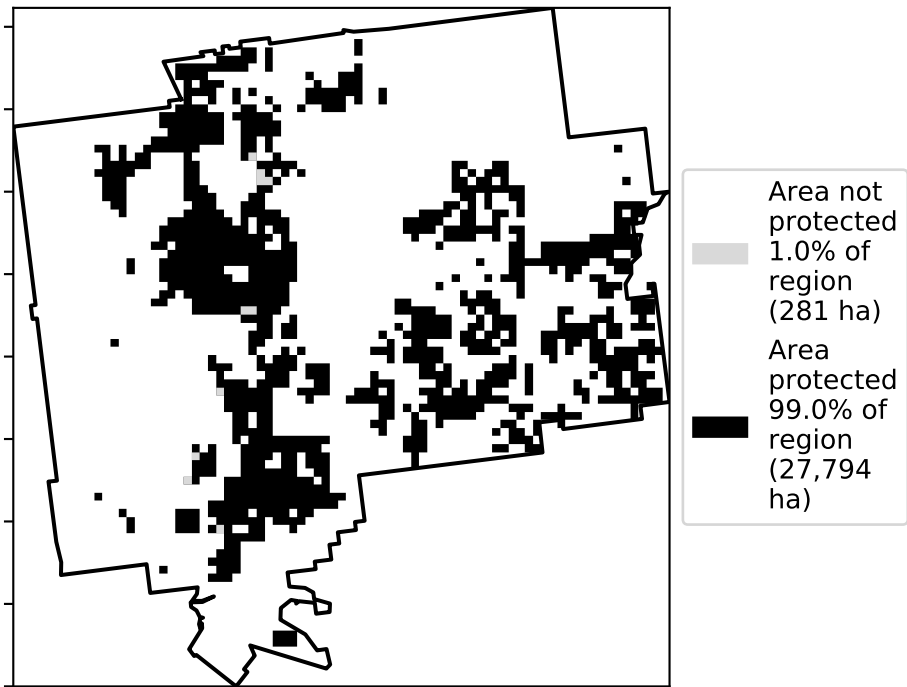 Area not
protected
1.0% of
region
(281 ha)
Area
protected
99.0% of
region
(27,794
ha)